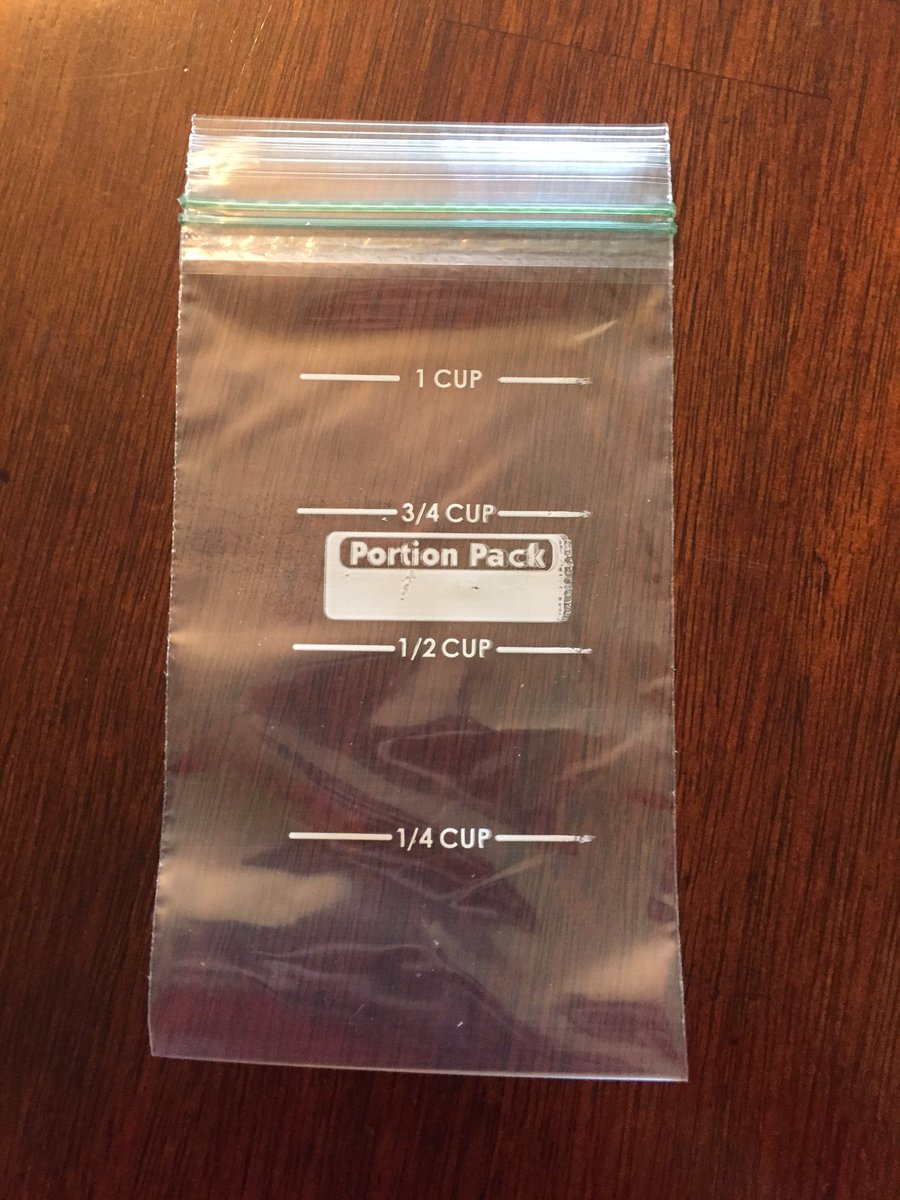 1 CUP
3/4 CUP
Portion Pack
1/2 CUP
1/4 CUP